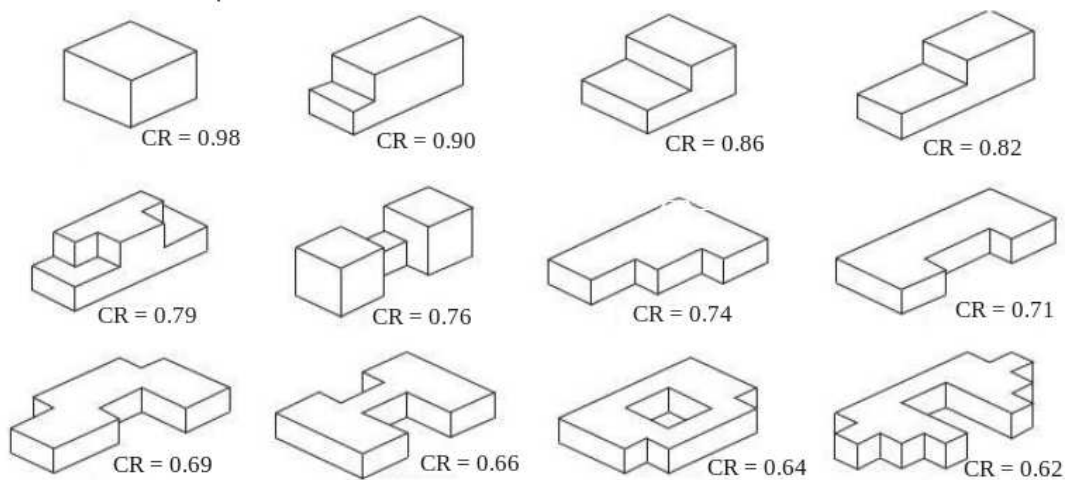 CR = 0.98
CR = 0.90
CR = 0.86
CR = 0.82
CR = 0.79
CR = 0.76
CR = 0.74
CR = 0.71
CR = 0.69
CR = 0.66
CR = 0.64
CR = 0.62